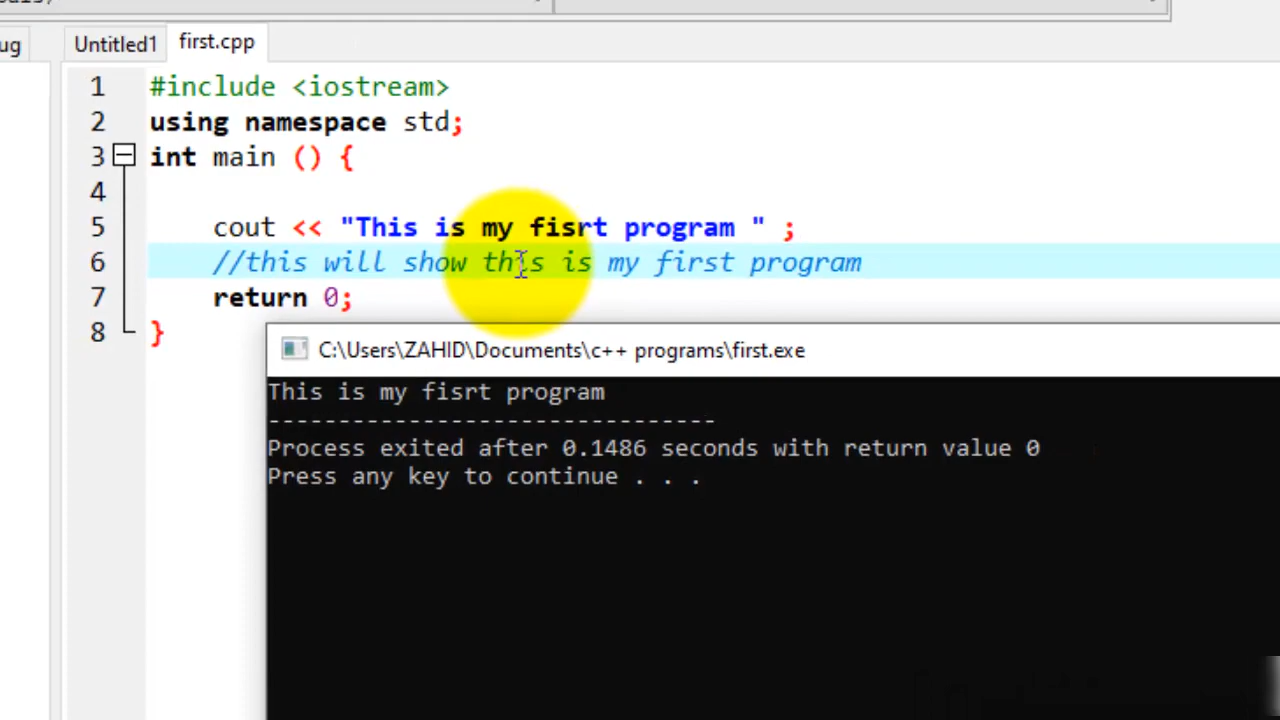 ug
Untitled1
first.cpp
1 #include <iostream>
2 using namespace std;
3 int main () {
4
5 cout << "This is my fisrt program " ;
6 //this will show this is my first program
7 return 0;
8 }
C:\Users\ZAHID\Documents\c++ programs\first.exe
This is my fisrt program
--------------------------------
Process exited after 0.1486 seconds with return value 0
Press any key to continue . . .